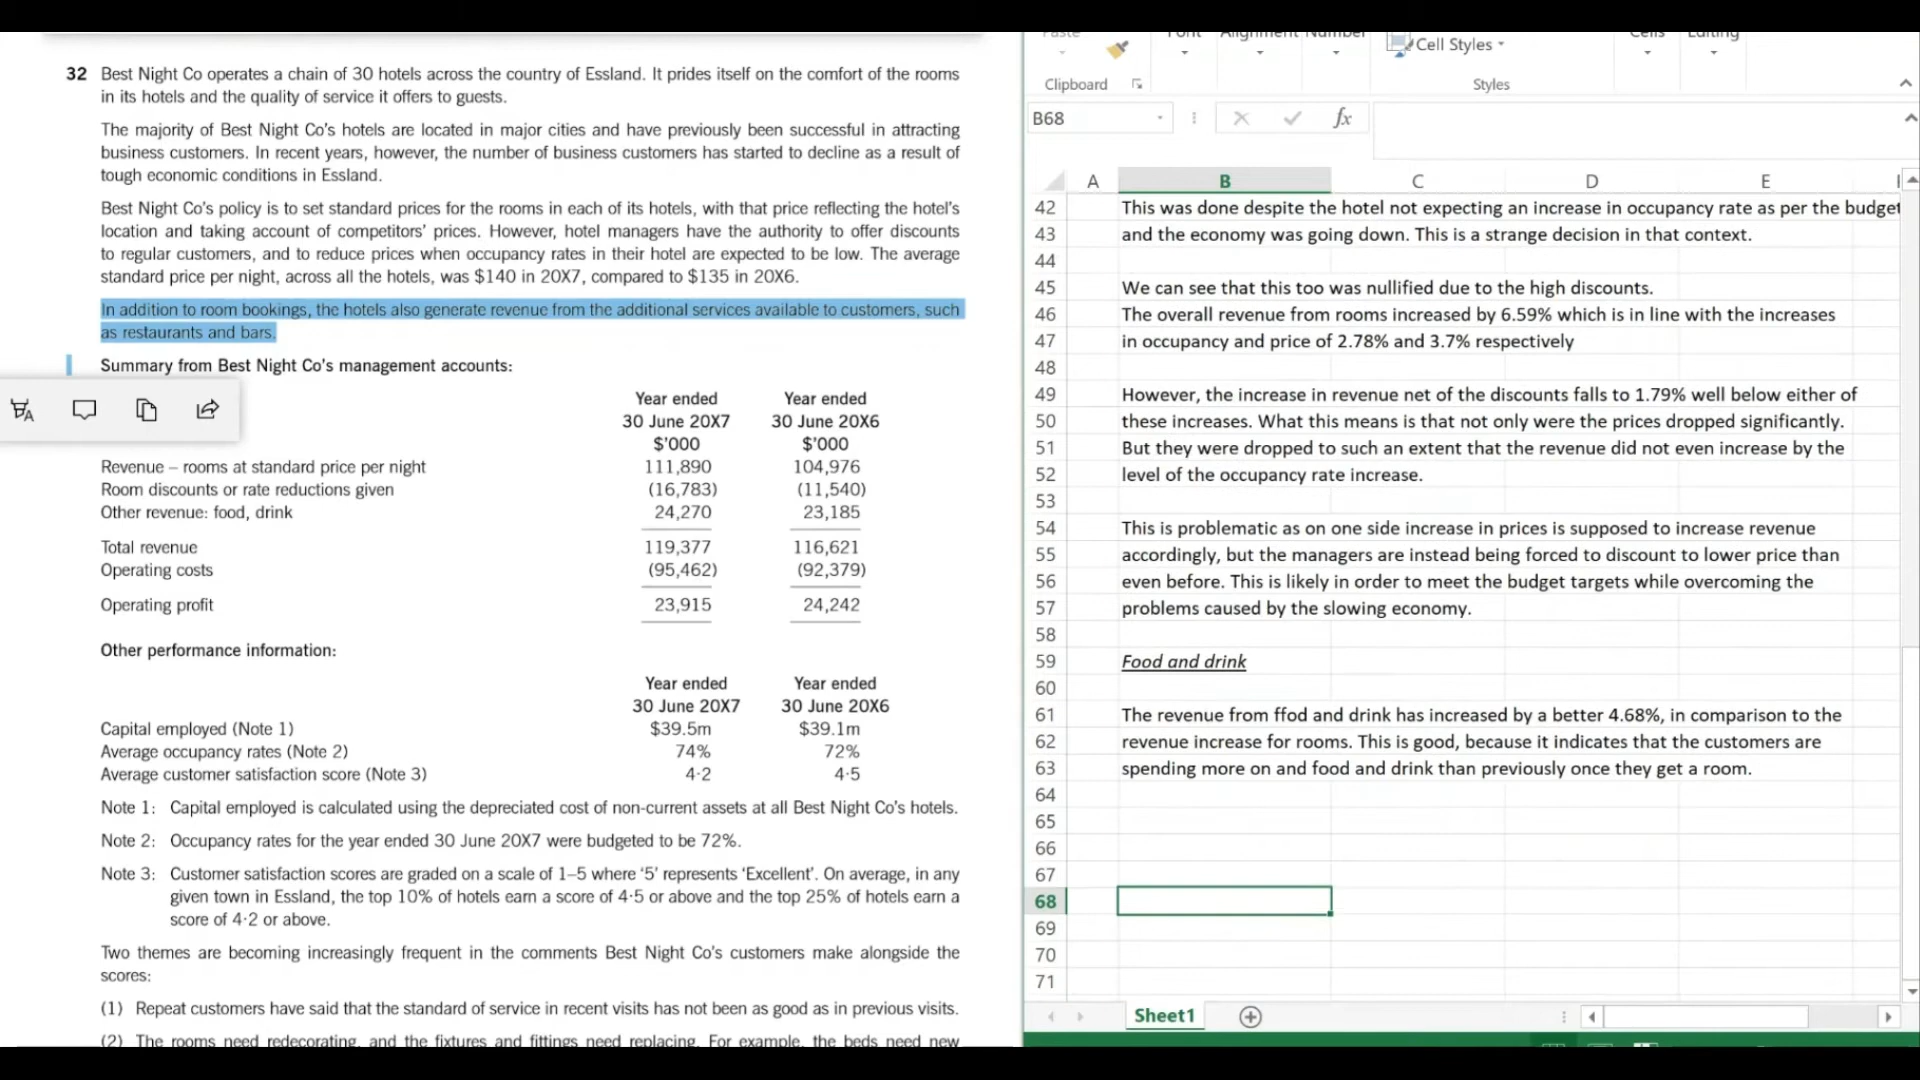 32 Best Night Co operates a chain of 30 hotels across the country of Essland. It prides itself on the comfort of the rooms
in its hotels and the quality of service it offers to guests.
The majority of Best Night Co's hotels are located in major cities and have previously been successful in attracting
business customers. In recent years, however, the number of business customers has started to decline as a result of
tough economic conditions in Essland.
Best Night Co's policy is to set standard prices for the rooms in each of its hotels, with that price reflecting the hotel's
location and taking account of competitors' prices. However, hotel managers have the authority to offer discounts
to regular customers, and to reduce prices when occupancy rates in their hotel are expected to be low. The average
standard price per night, across all the hotels, was $140 in 20X7, compared to $135 in 20X6.
In addition to room bookings, the hotels also generate revenue from the additional services available to customers, such
as restaurants and bars.
Summary from Best Night Co's management accounts:
Year ended Year ended
30 June 20X7 30 June 20X6
$'000 $'000
Revenue – rooms at standard price per night 111,890 104,976
Room discounts or rate reductions given (16,783) (11,540)
Other revenue: food, drink 24,270 23,185
Total revenue 119,377 116,621
Operating costs (95,462) (92,379)
Operating profit 23,915 24,242
Other performance information:
Year ended Year ended
30 June 20X7 30 June 20X6
Capital employed (Note 1) $39.5m $39.1m
Average occupancy rates (Note 2) 74% 72%
Average customer satisfaction score (Note 3) 4·2 4·5
Note 1: Capital employed is calculated using the depreciated cost of non-current assets at all Best Night Co's hotels.
Note 2: Occupancy rates for the year ended 30 June 20X7 were budgeted to be 72%.
Note 3: Customer satisfaction scores are graded on a scale of 1–5 where '5' represents 'Excellent'. On average, in any
given town in Essland, the top 10% of hotels earn a score of 4·5 or above and the top 25% of hotels earn a
score of 4·2 or above.
Two themes are becoming increasingly frequent in the comments Best Night Co's customers make alongside the
scores:
(1) Repeat customers have said that the standard of service in recent visits has not been as good as in previous visits.
(2) The rooms need redecorating, and the fixtures and fittings need replacing. For example, the beds need new
Paste Font Alignment Number Cell Styles Cells Editing
Clipboard Styles
B68 fx
A B C D E
42 This was done despite the hotel not expecting an increase in occupancy rate as per the budget
43 and the economy was going down. This is a strange decision in that context.
44
45 We can see that this too was nullified due to the high discounts.
46 The overall revenue from rooms increased by 6.59% which is in line with the increases
47 in occupancy and price of 2.78% and 3.7% respectively
48
49 However, the increase in revenue net of the discounts falls to 1.79% well below either of
50 these increases. What this means is that not only were the prices dropped significantly.
51 But they were dropped to such an extent that the revenue did not even increase by the
52 level of the occupancy rate increase.
53
54 This is problematic as on one side increase in prices is supposed to increase revenue
55 accordingly, but the managers are instead being forced to discount to lower price than
56 even before. This is likely in order to meet the budget targets while overcoming the
57 problems caused by the slowing economy.
58
59 Food and drink
60
61 The revenue from ffod and drink has increased by a better 4.68%, in comparison to the
62 revenue increase for rooms. This is good, because it indicates that the customers are
63 spending more on and food and drink than previously once they get a room.
64
65
66
67
68
69
70
71
Sheet1